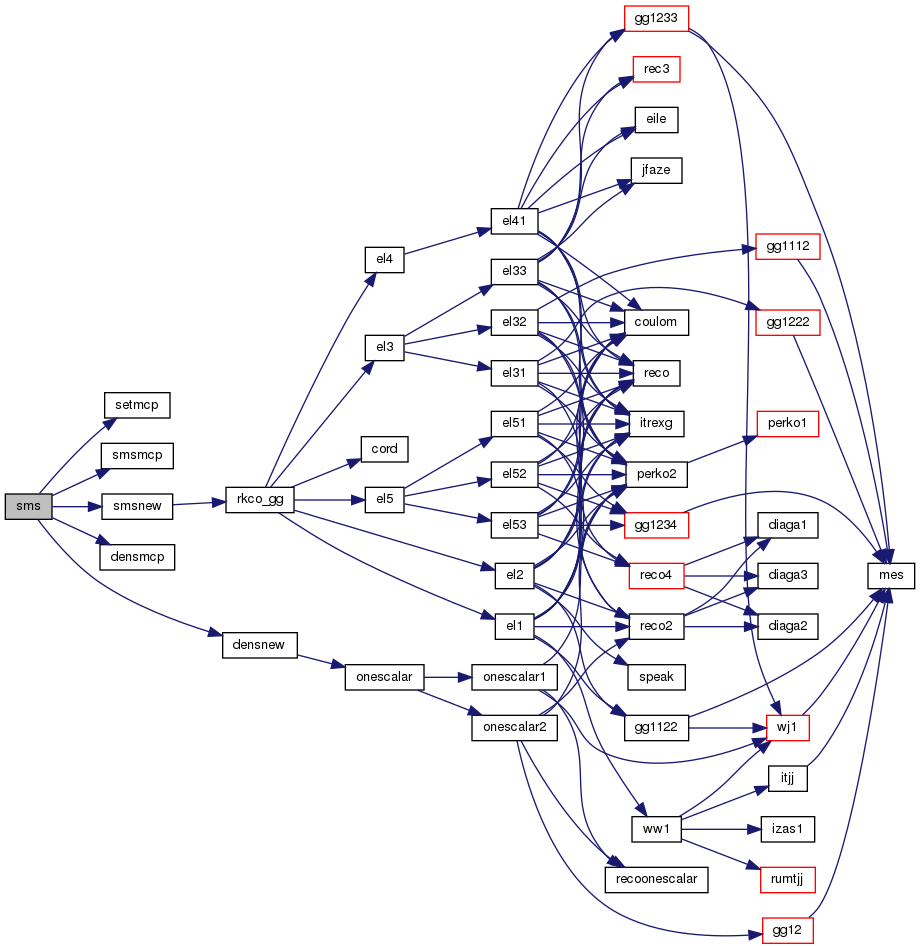 sms
setmcp
smsmcp
smsnew
densmcp
densnew
rkco_gg
el4
el3
cord
el5
el2
el1
onescalar
el41
el33
el32
el31
el51
el52
el53
onescalar1
onescalar2
gg1233
rec3
eile
jfaze
coulom
reco
itrexg
perko2
gg1234
reco4
reco2
speak
gg1122
ww1
recoonescalar
gg1112
gg1222
perko1
diaga1
diaga3
diaga2
wj1
itjj
izas1
rumtjj
gg12
mes